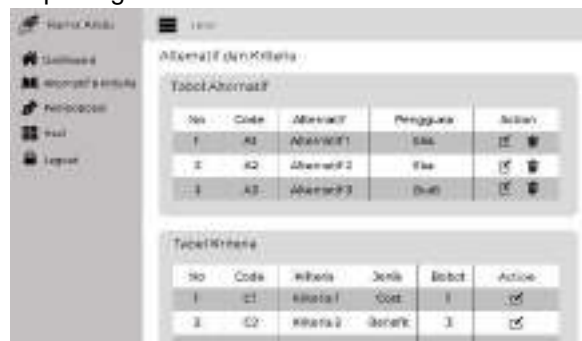 Nama Anda
Dashboard
Alternatif & Kriteria
Hasil
Logout
Alternatif dan Kriteria
Tabel Alternatif
No Code Alternatif Pengguna Action
1 A1 Alternatif 1
2 A2 Alternatif 2
3 A3 Alternatif 3 Budi
Tabel Kriteria
No Code Kriteria Jenis Bobot Action
1 C1 Kriteria 1 Cost 1
2 C2 Kriteria 2 Benefit 3